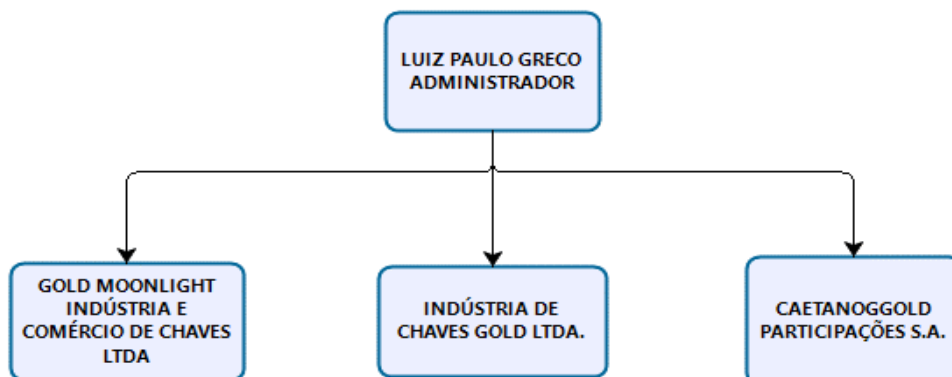 LUIZ PAULO GRECO
ADMINISTRADOR
GOLD MOONLIGHT
INDÚSTRIA E
COMÉRCIO DE CHAVES
LTDA
INDÚSTRIA DE
CHAVES GOLD LTDA.
CAETANOGGOLD
PARTICIPAÇÕES S.A.